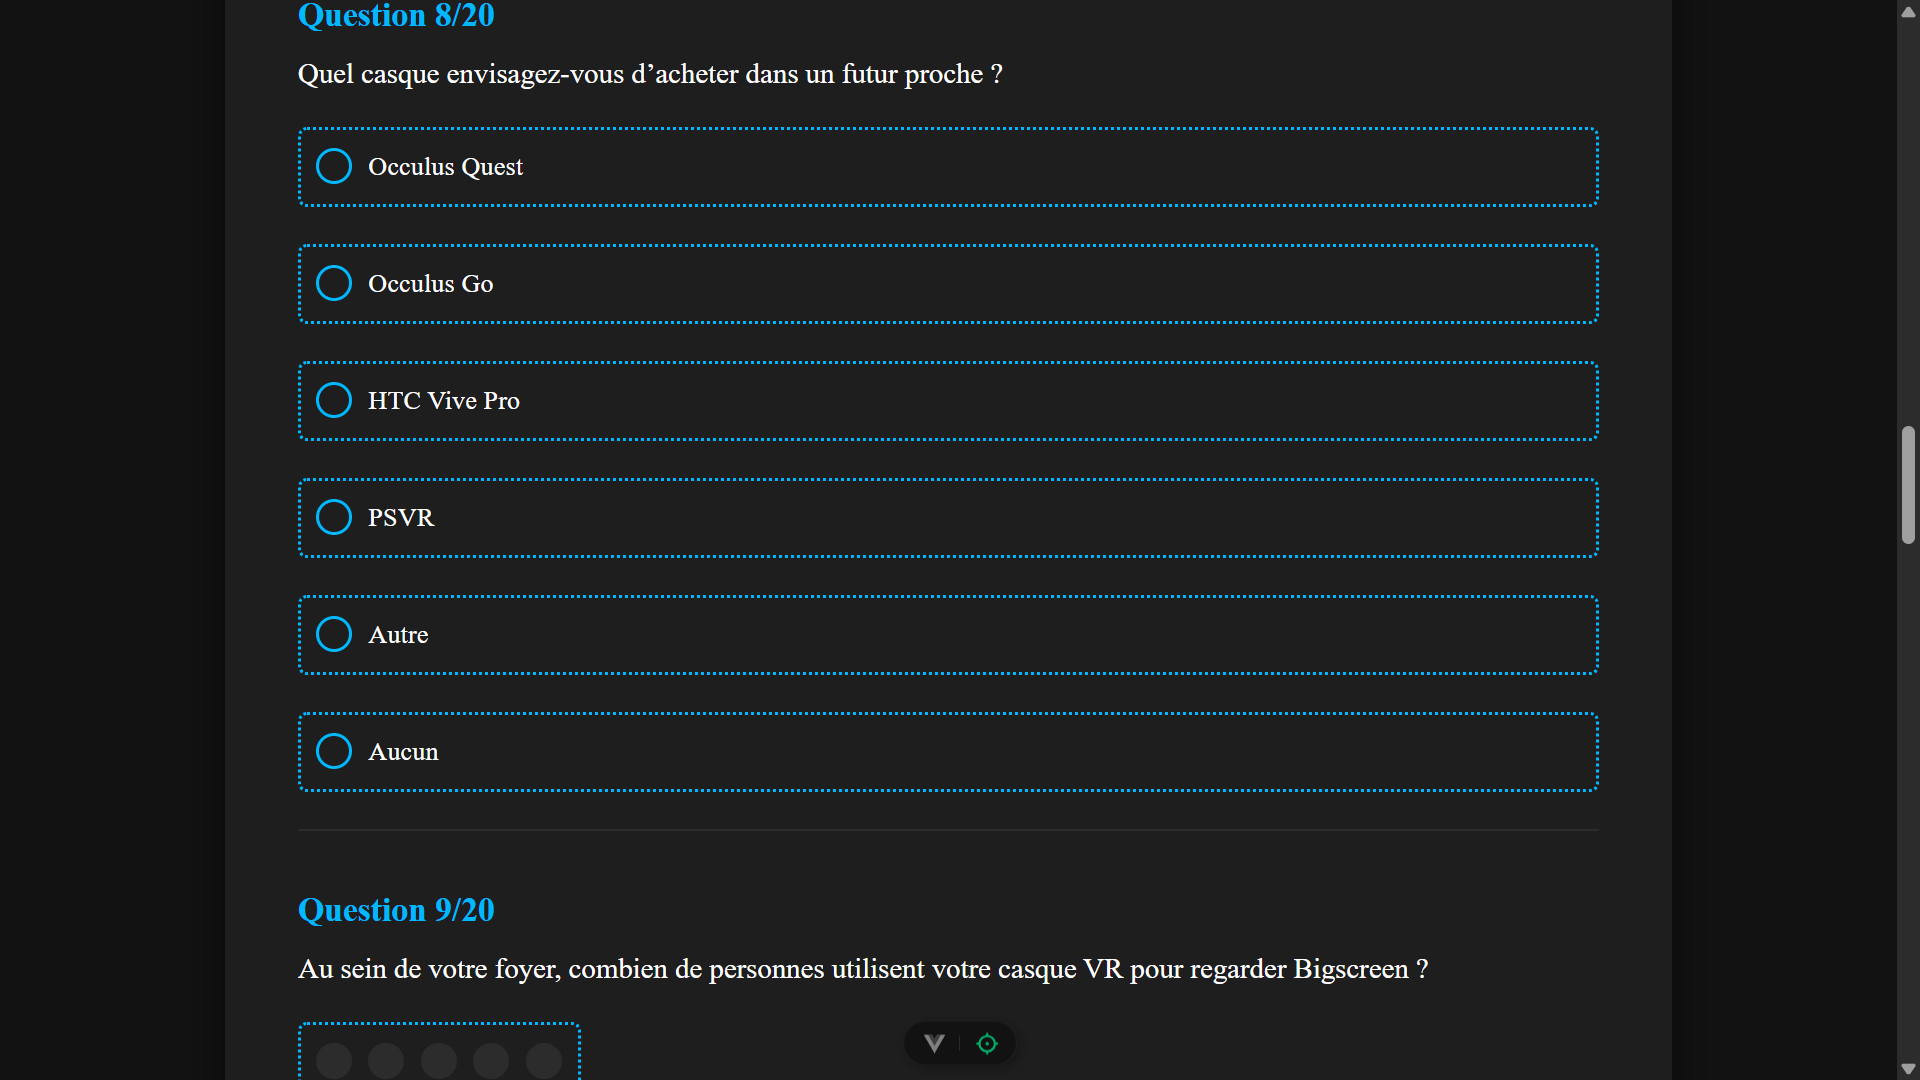 Question 8/20
Quel casque envisagez-vous d’acheter dans un futur proche ?
Occulus Quest
Occulus Go
HTC Vive Pro
PSVR
Autre
Aucun
Question 9/20
Au sein de votre foyer, combien de personnes utilisent votre casque VR pour regarder Bigscreen ?